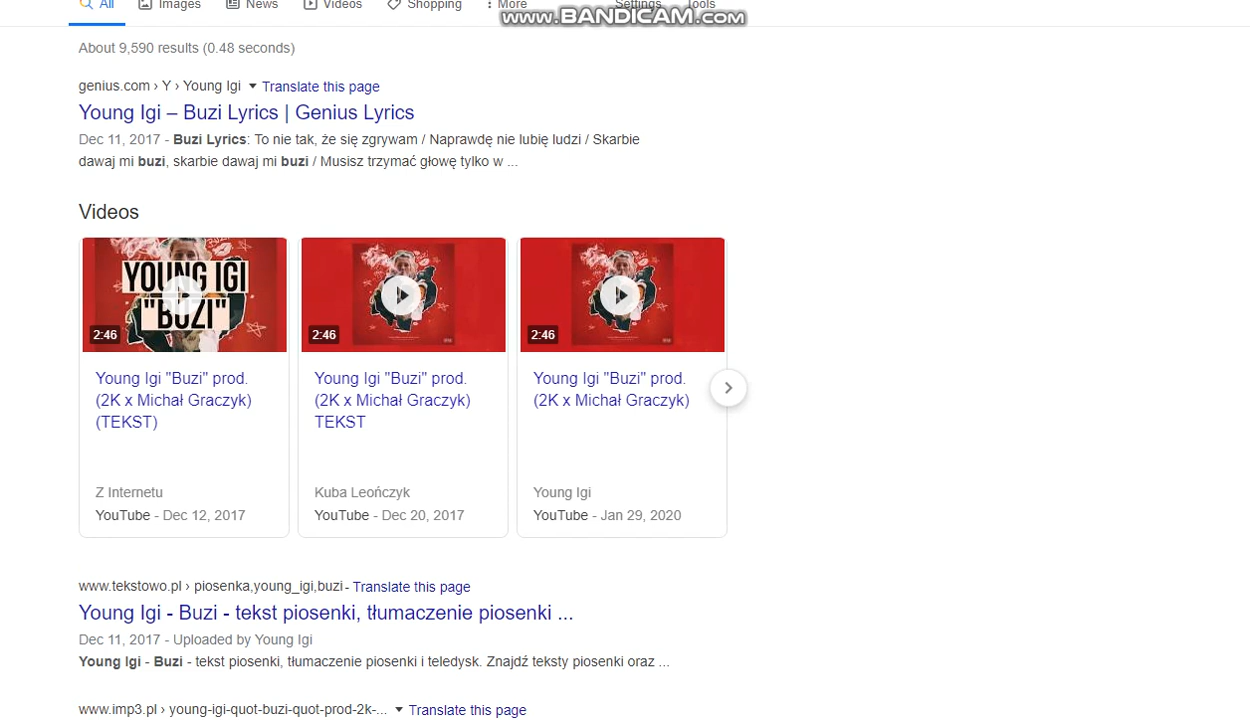 All Images News Videos Shopping More Settings Tools
www.BANDICAM.com
About 9,590 results (0.48 seconds)
genius.com › Y › Young Igi ▼ Translate this page
Young Igi – Buzi Lyrics | Genius Lyrics
Dec 11, 2017 - Buzi Lyrics: To nie tak, że się zgrywam / Naprawdę nie lubię ludzi / Skarbie
dawaj mi buzi, skarbie dawaj mi buzi / Musisz trzymać głowę tylko w ...
Videos
YOUNG IGI
"BUZI"
2:46
2:46
2:46
Young Igi "Buzi" prod.
(2K x Michał Graczyk)
(TEKST)
Z Internetu
YouTube - Dec 12, 2017
Young Igi "Buzi" prod.
(2K x Michał Graczyk)
TEKST
Kuba Leończyk
YouTube - Dec 20, 2017
Young Igi "Buzi" prod.
(2K x Michał Graczyk)
Young Igi
YouTube - Jan 29, 2020
www.tekstowo.pl › piosenka,young_igi,buzi - Translate this page
Young Igi - Buzi - tekst piosenki, tłumaczenie piosenki ...
Dec 11, 2017 - Uploaded by Young Igi
Young Igi - Buzi - tekst piosenki, tłumaczenie piosenki i teledysk. Znajdź teksty piosenki oraz ...
www.imp3.pl › young-igi-quot-buzi-quot-prod-2k-... ▼ Translate this page